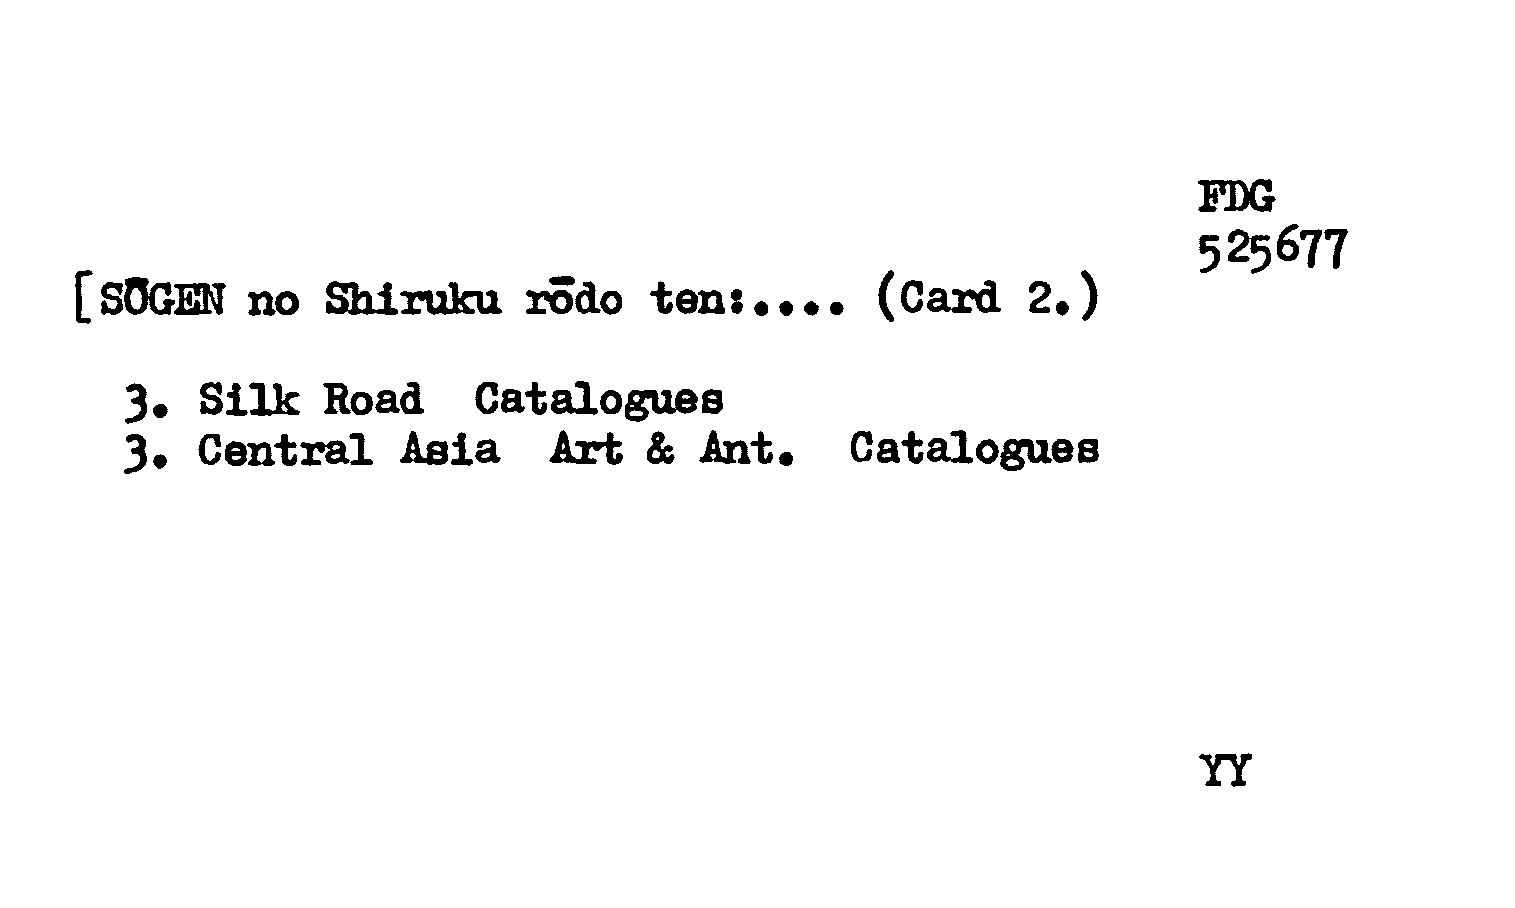 FDG
525677
[SŌGEN no Shiruku rōdo ten:.... (Card 2.)
3. Silk Road  Catalogues
3. Central Asia  Art & Ant.  Catalogues
YY